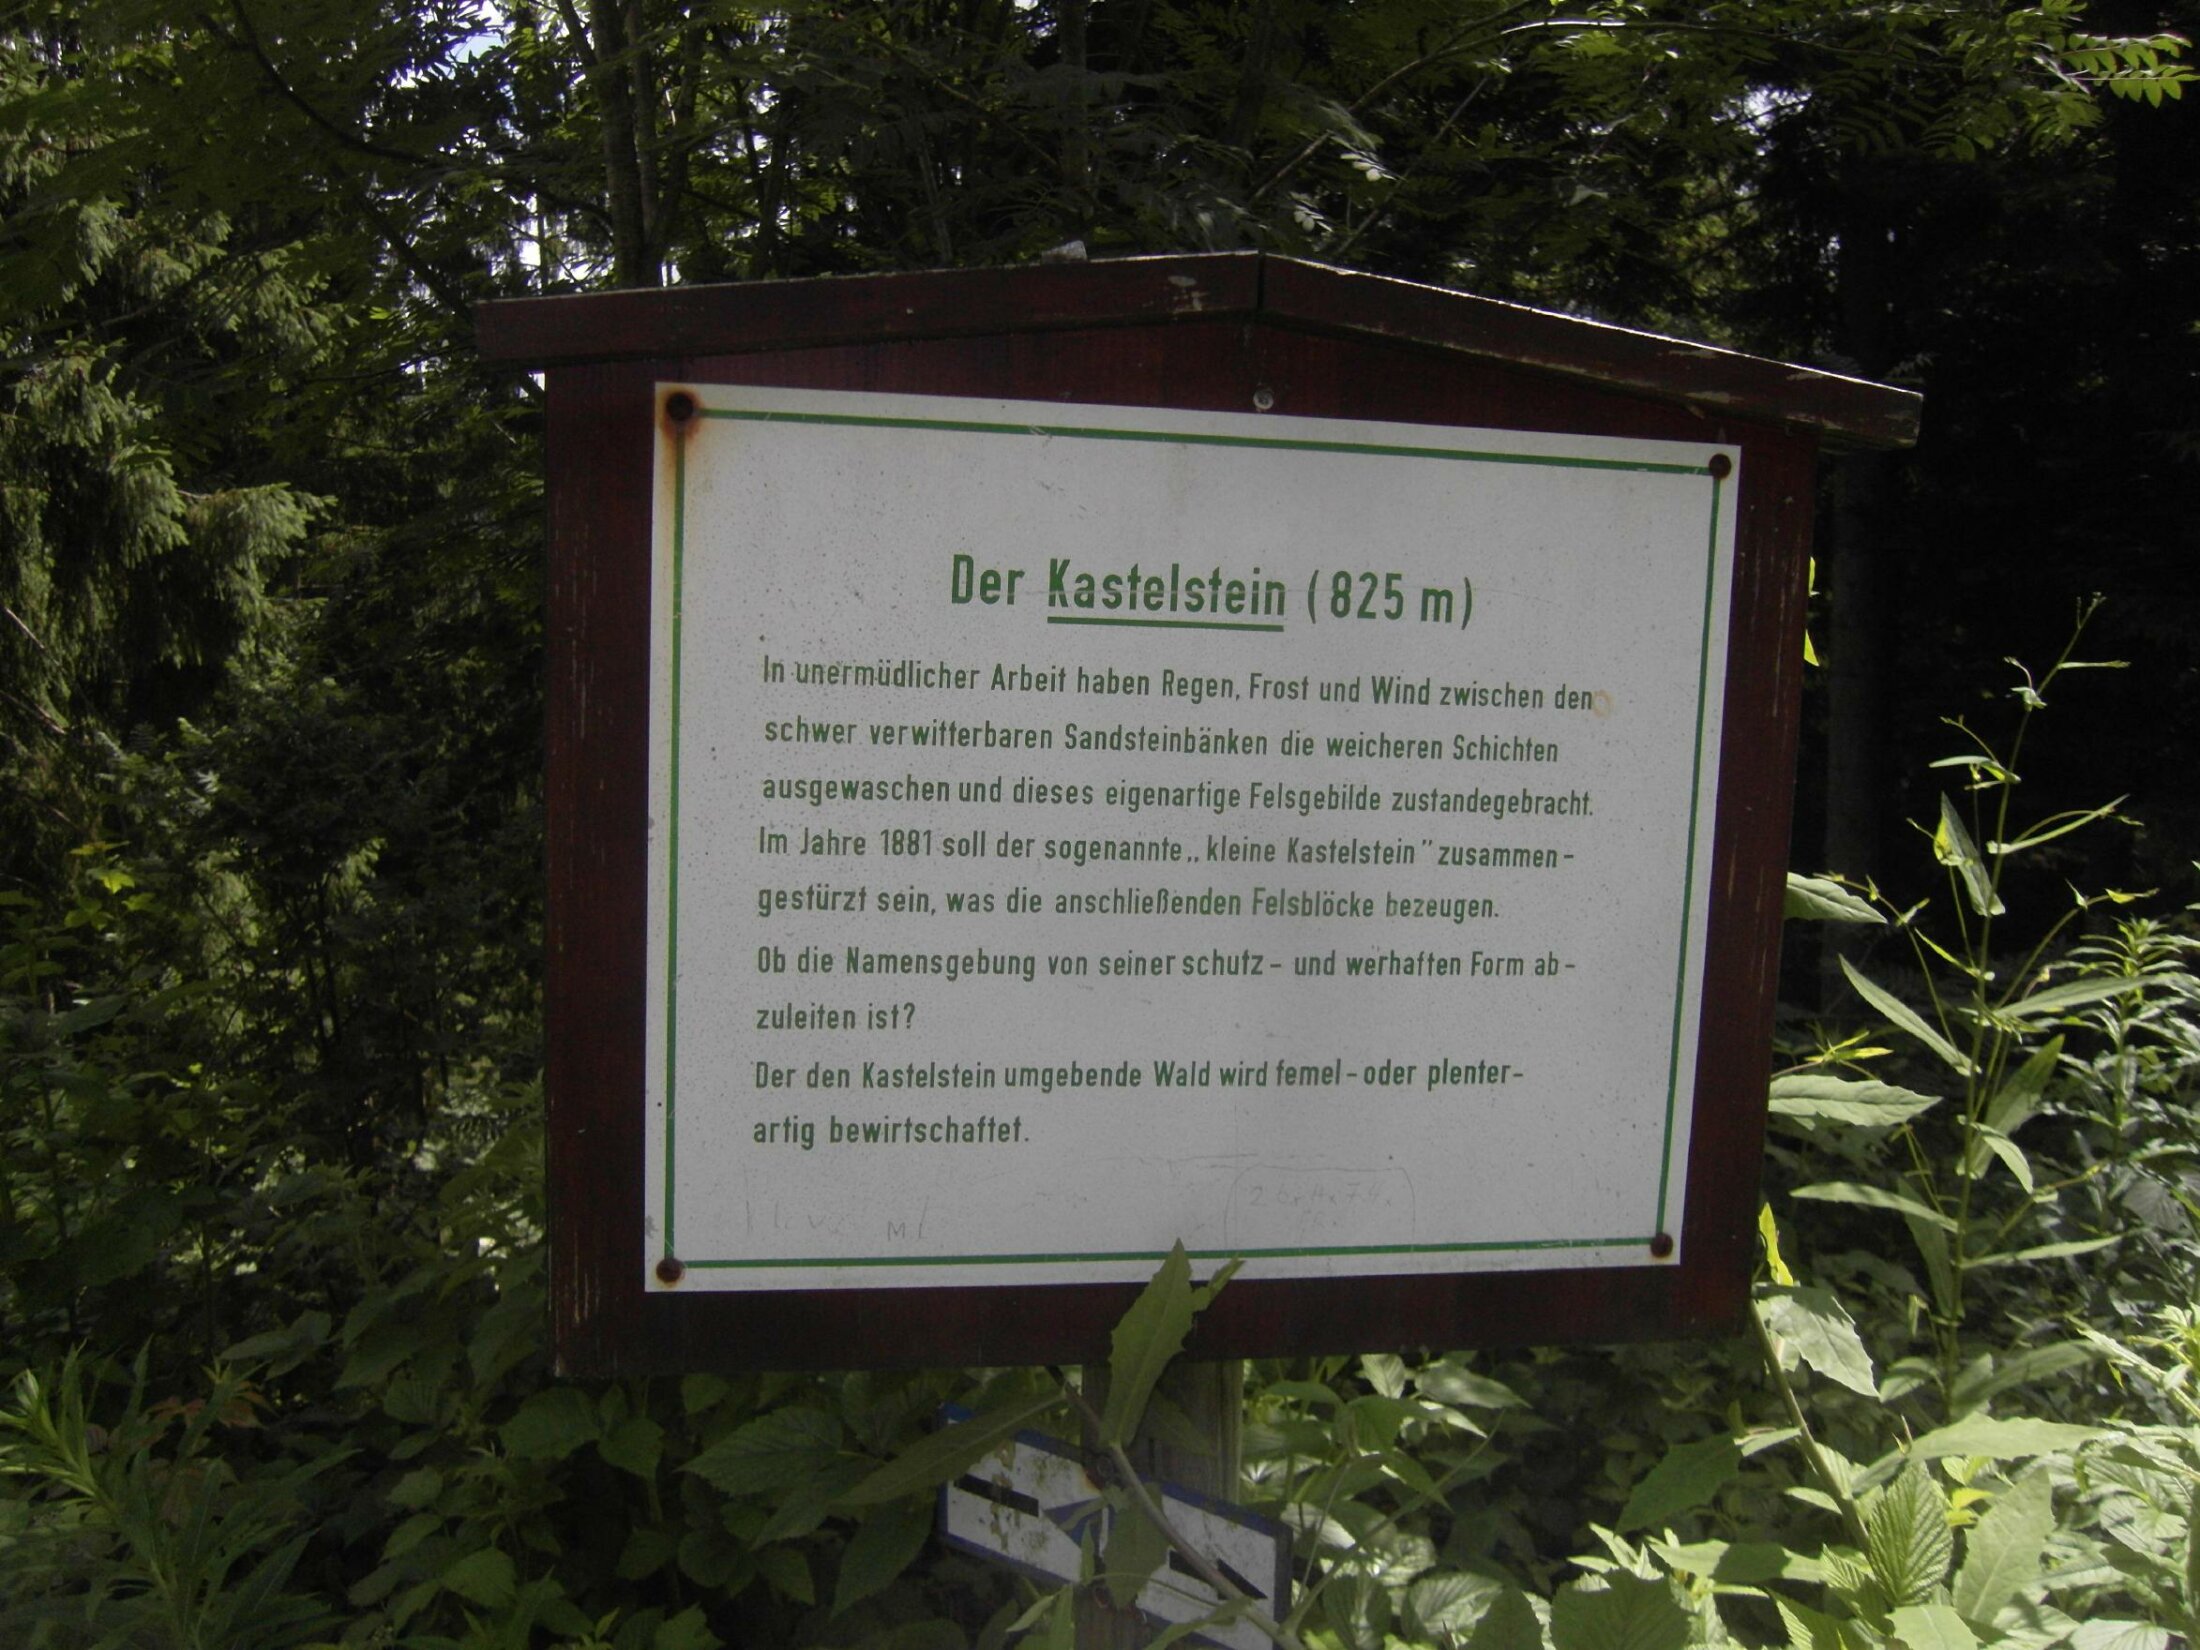 Der Kastelstein (825 m)
In unermüdlicher Arbeit haben Regen, Frost und Wind zwischen den
schwer verwitterbaren Sandsteinbänken die weicheren Schichten
ausgewaschen und dieses eigenartige Felsgebilde zustandegebracht.
Im Jahre 1881 soll der sogenannte „kleine Kastelstein" zusammen-
gestürzt sein, was die anschließenden Felsblöcke bezeugen.
Ob die Namensgebung von seiner schutz- und werhaften Form ab-
zuleiten ist?
Der den Kastelstein umgebende Wald wird femel- oder plenter-
artig bewirtschaftet.